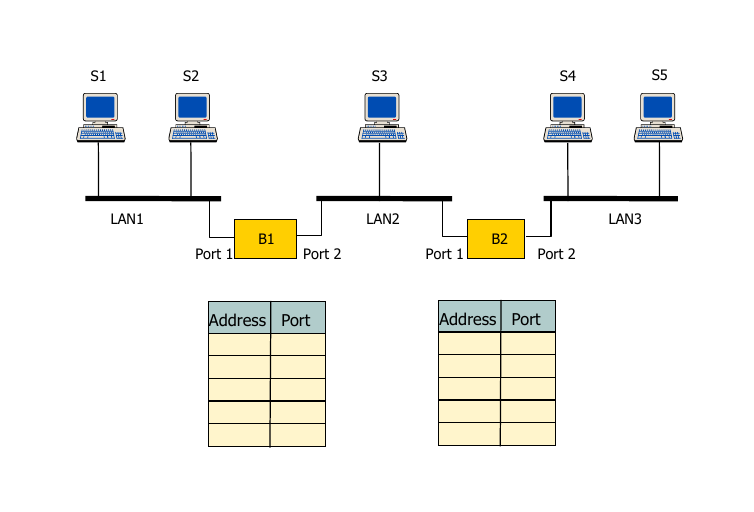 S1 S2 S3 S4 S5
LAN1 LAN2 LAN3
B1 B2
Port 1 Port 2 Port 1 Port 2
Address Port Address Port